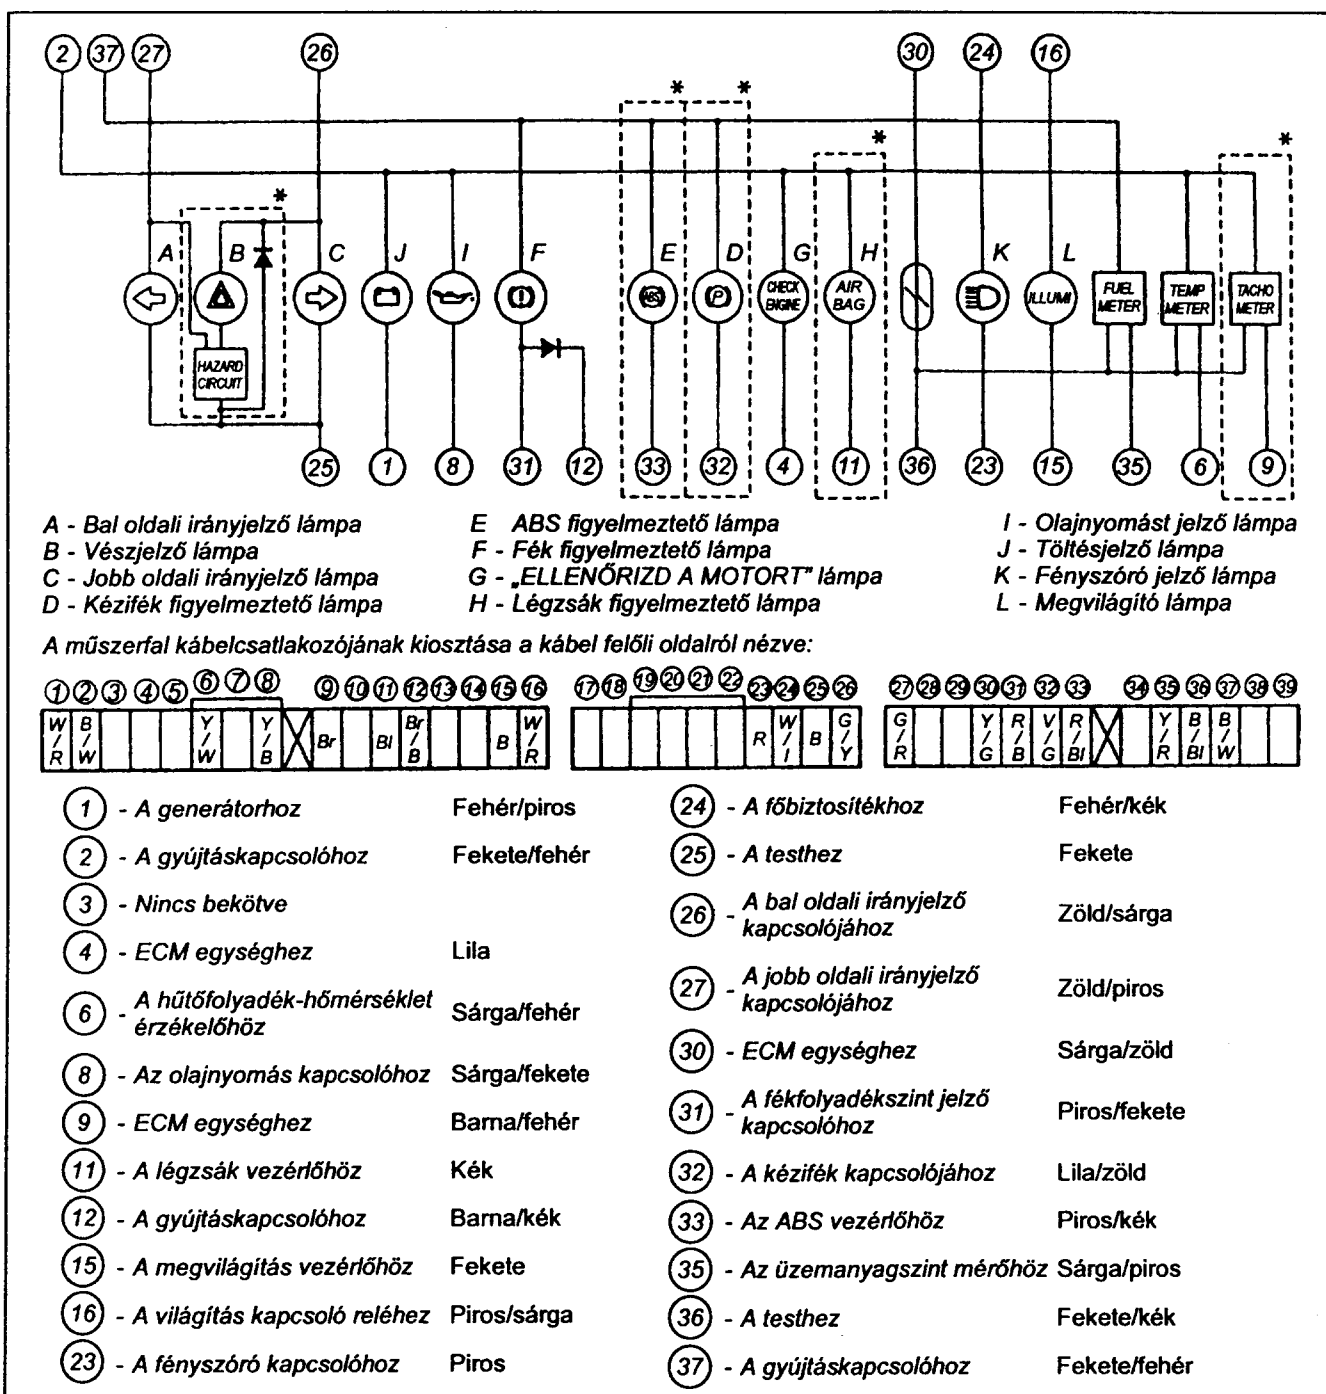 2 37 27 26 30 24 16
* * * * *
A B C J I F E D G H K L
ABS P CHECK ENGINE AIR BAG ILLUMI FUEL METER TEMP METER TACHO METER
HAZARD CIRCUIT
25 1 8 31 12 33 32 4 11 36 23 15 35 6 9
A - Bal oldali irányjelző lámpa
B - Vészjelző lámpa
C - Jobb oldali irányjelző lámpa
D - Kézifék figyelmeztető lámpa
E ABS figyelmeztető lámpa
F - Fék figyelmeztető lámpa
G - „ELLENŐRIZD A MOTORT" lámpa
H - Légzsák figyelmeztető lámpa
I - Olajnyomást jelző lámpa
J - Töltésjelző lámpa
K - Fényszóró jelző lámpa
L - Megvilágító lámpa
A műszerfal kábelcsatlakozójának kiosztása a kábel felőli oldalról nézve:
1 2 3 4 5 6 7 8 9 10 11 12 13 14 15 16 17 18 19 20 21 22 23 24 25 26 27 28 29 30 31 32 33 34 35 36 37 38 39
W/R B/W Y/W Y/B Br Bl Br/B B W/R R W/I B G/Y G/R Y/G R/B V/G R/Bl Y/R B/Bl B/W
1 - A generátorhoz Fehér/piros
2 - A gyújtáskapcsolóhoz Fekete/fehér
3 - Nincs bekötve
4 - ECM egységhez Lila
6 - A hűtőfolyadék-hőmérséklet
érzékelőhöz Sárga/fehér
8 - Az olajnyomás kapcsolóhoz Sárga/fekete
9 - ECM egységhez Barna/fehér
11 - A légzsák vezérlőhöz Kék
12 - A gyújtáskapcsolóhoz Barna/kék
15 - A megvilágítás vezérlőhöz Fekete
16 - A világítás kapcsoló reléhez Piros/sárga
23 - A fényszóró kapcsolóhoz Piros
24 - A főbiztosítékhoz Fehér/kék
25 - A testhez Fekete
26 - A bal oldali irányjelző
kapcsolójához Zöld/sárga
27 - A jobb oldali irányjelző
kapcsolójához Zöld/piros
30 - ECM egységhez Sárga/zöld
31 - A fékfolyadékszint jelző
kapcsolóhoz Piros/fekete
32 - A kézifék kapcsolójához Lila/zöld
33 - Az ABS vezérlőhöz Piros/kék
35 - Az üzemanyagszint mérőhöz Sárga/piros
36 - A testhez Fekete/kék
37 - A gyújtáskapcsolóhoz Fekete/fehér